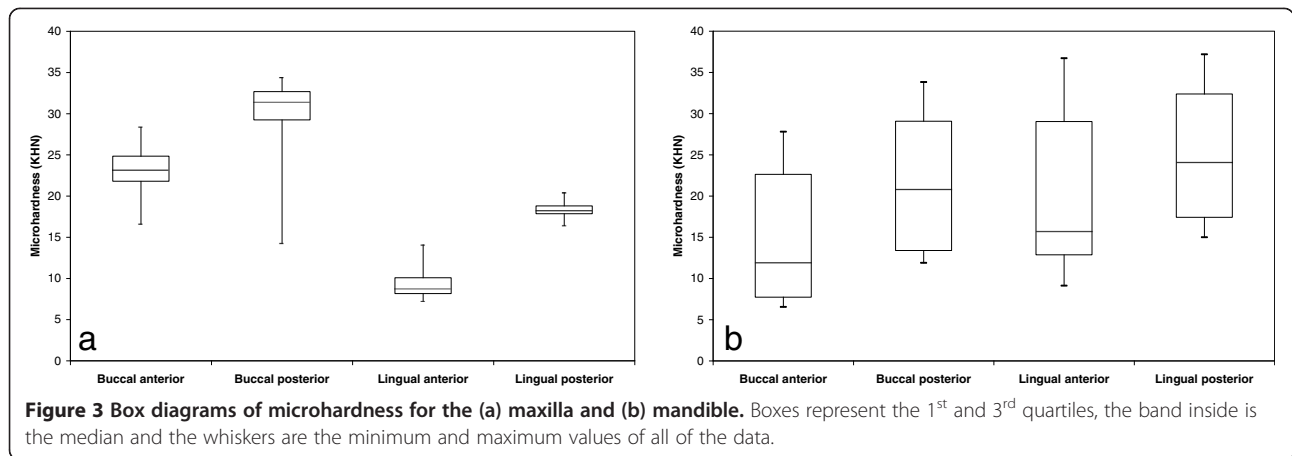 40
35
30
25
20
15
10
5
0
Microhardness (KHN)
a
Buccal anterior Buccal posterior Lingual anterior Lingual posterior
40
35
30
25
20
15
10
5
0
Microhardness (KHN)
b
Buccal anterior Buccal posterior Lingual anterior Lingual posterior
Figure 3 Box diagrams of microhardness for the (a) maxilla and (b) mandible. Boxes represent the 1st and 3rd quartiles, the band inside is
the median and the whiskers are the minimum and maximum values of all of the data.